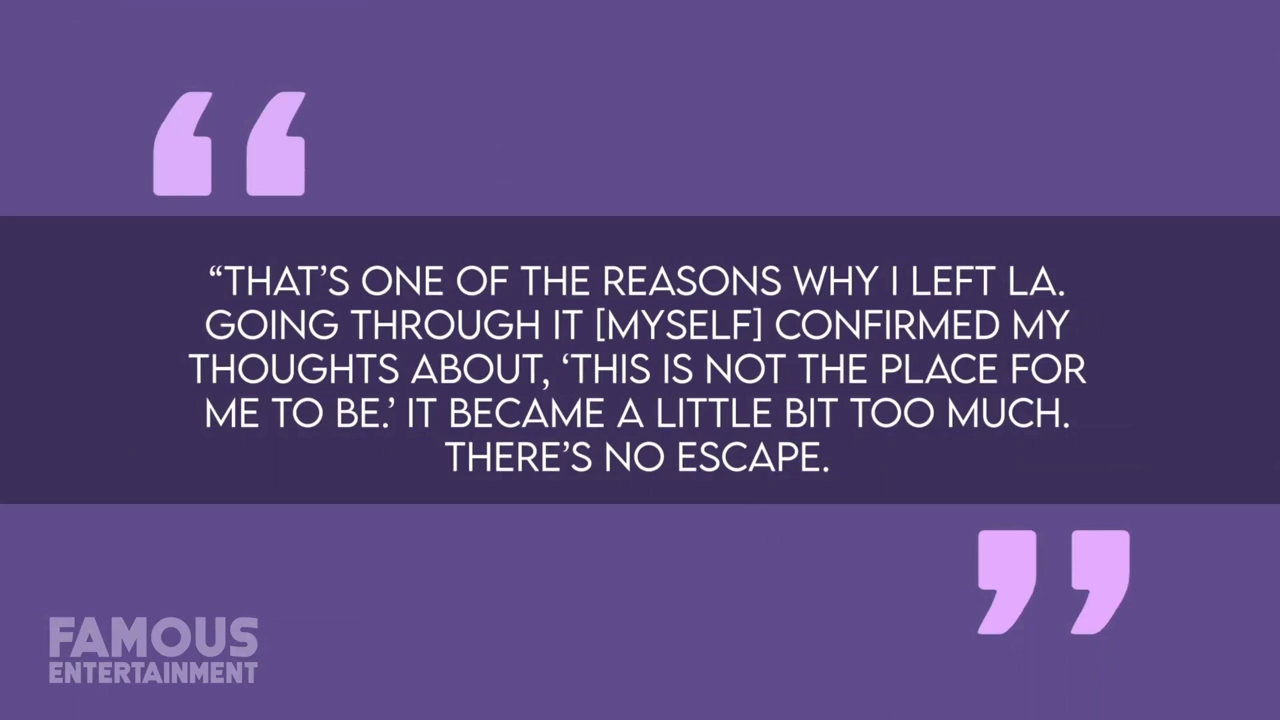 “THAT’S ONE OF THE REASONS WHY I LEFT LA.
GOING THROUGH IT [MYSELF] CONFIRMED MY
THOUGHTS ABOUT, ‘THIS IS NOT THE PLACE FOR
ME TO BE.’ IT BECAME A LITTLE BIT TOO MUCH.
THERE’S NO ESCAPE.
FAMOUS
ENTERTAINMENT